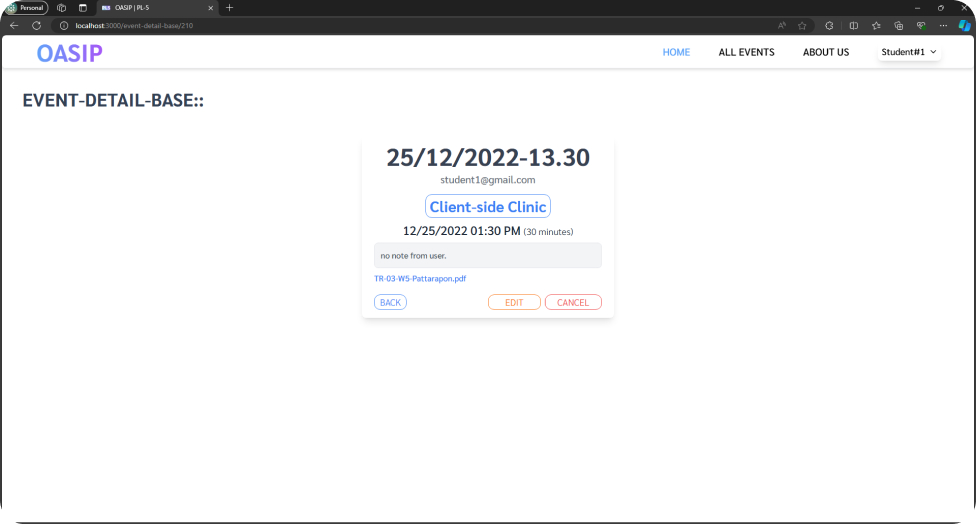 Personal
OASIP | PL-5
localhost:3000/event-detail-base/210
OASIP
HOME
ALL EVENTS
ABOUT US
Student#1
EVENT-DETAIL-BASE::
25/12/2022-13.30
student1@gmail.com
Client-side Clinic
12/25/2022 01:30 PM (30 minutes)
no note from user.
TR-03-W5-Pattarapon.pdf
BACK
EDIT
CANCEL